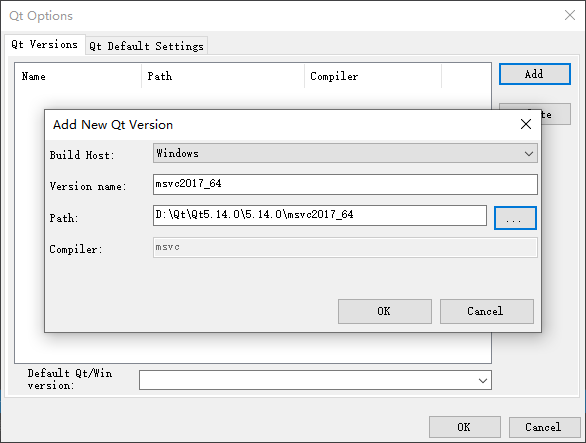 Qt Options
Qt Versions
Qt Default Settings
Name
Path
Compiler
Add
Add New Qt Version
Build Host:
Windows
Version name:
msvc2017_64
Path:
D:\Qt\Qt5.14.0\5.14.0\msvc2017_64
...
Compiler:
msvc
OK
Cancel
Default Qt/Win
version:
OK
Cancel